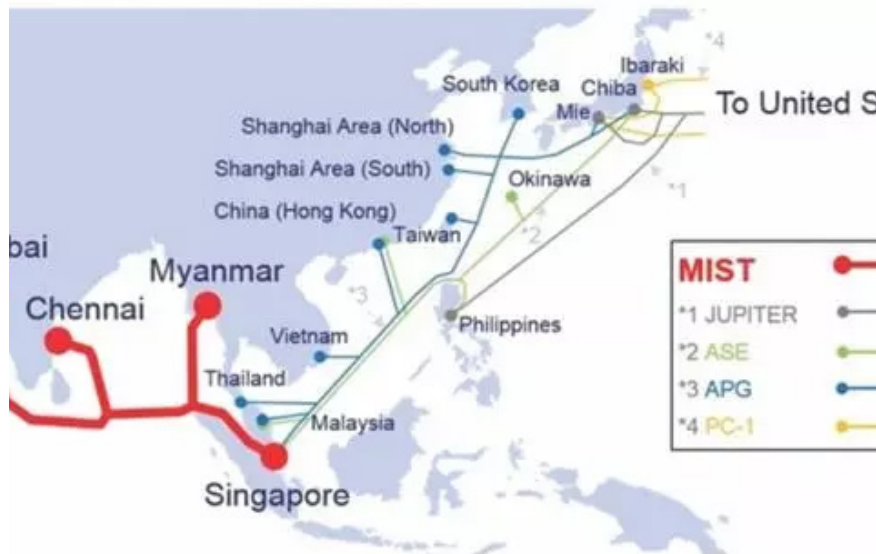 *4
Ibaraki
South Korea
Chiba
To United S
Mie
Shanghai Area (North)
Shanghai Area (South)
Okinawa
*1
China (Hong Kong)
Taiwan
*2
bai
Myanmar
MIST
*3
Chennai
*1 JUPITER
Philippines
Vietnam
*2 ASE
Thailand
*3 APG
Malaysia
*4 PC-1
Singapore